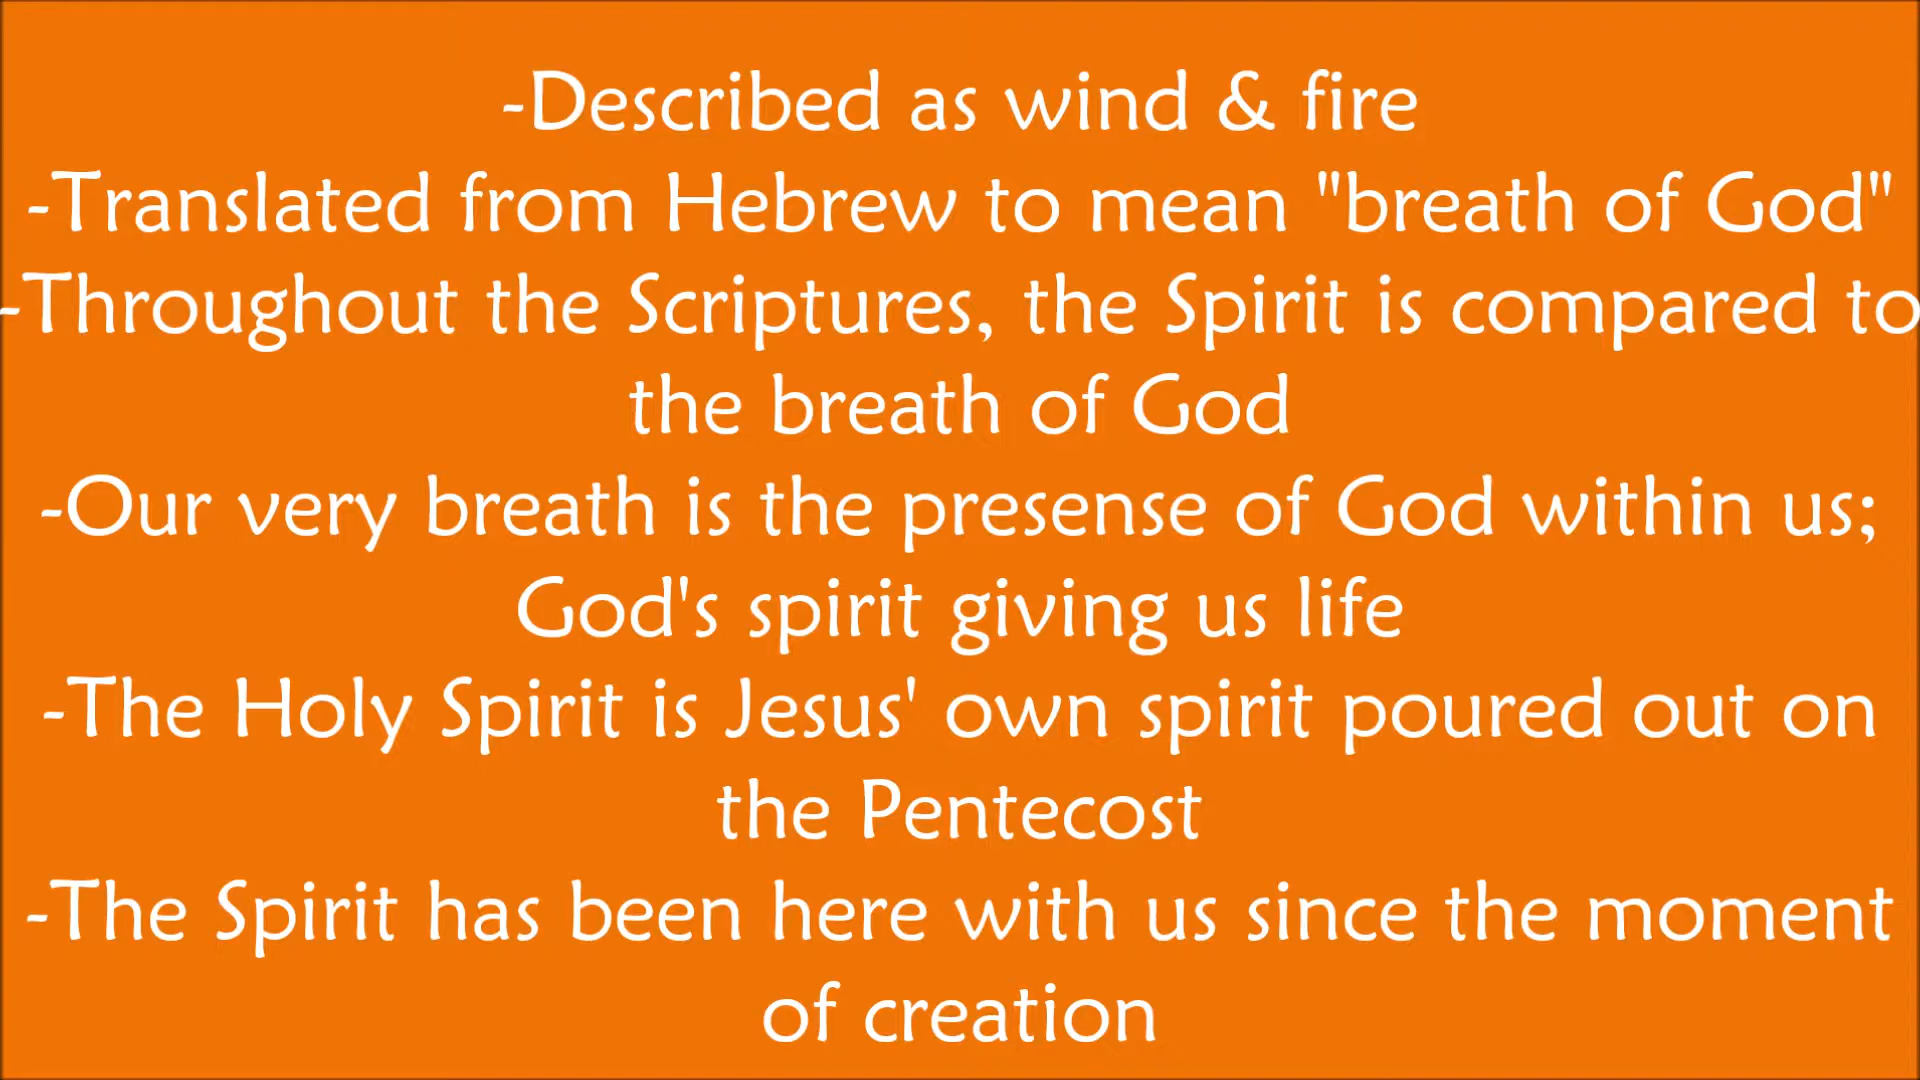 -Described as wind & fire
-Translated from Hebrew to mean "breath of God"
-Throughout the Scriptures, the Spirit is compared to
the breath of God
-Our very breath is the presense of God within us;
God's spirit giving us life
-The Holy Spirit is Jesus' own spirit poured out on
the Pentecost
-The Spirit has been here with us since the moment
of creation